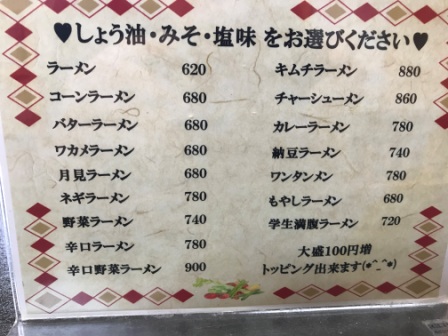 ♥しょう油・みそ・塩味 をお選びください♥
ラーメン 620
コーンラーメン 680
バターラーメン 680
ワカメラーメン 680
月見ラーメン 680
ネギラーメン 780
野菜ラーメン 740
辛口ラーメン 780
辛口野菜ラーメン 900
キムチラーメン 880
チャーシューメン 860
カレーラーメン 780
納豆ラーメン 740
ワンタンメン 780
もやしラーメン 680
学生満腹ラーメン 720
大盛100円増
トッピング出来ます(*^_^*)